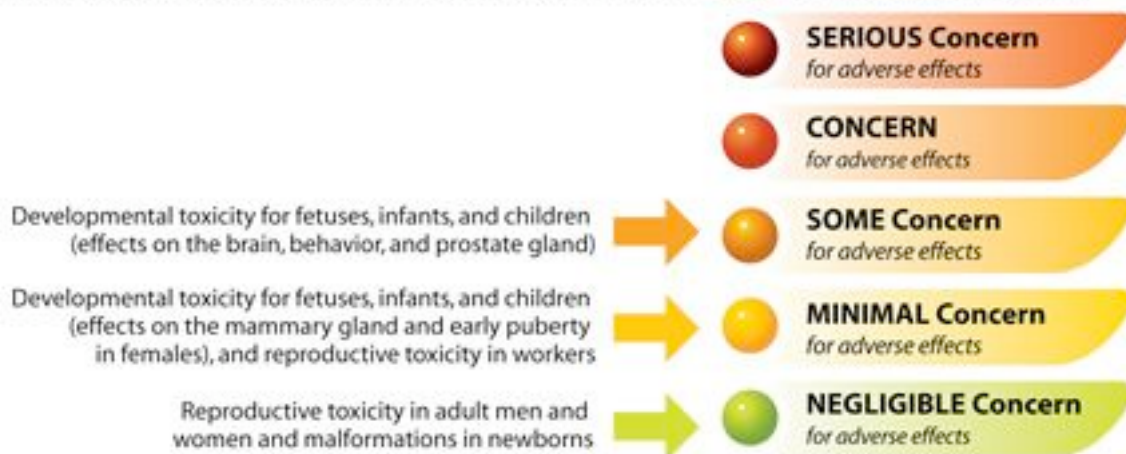 SERIOUS Concern
for adverse effects
CONCERN
for adverse effects
Developmental toxicity for fetuses, infants, and children
(effects on the brain, behavior, and prostate gland)
SOME Concern
for adverse effects
Developmental toxicity for fetuses, infants, and children
(effects on the mammary gland and early puberty
in females), and reproductive toxicity in workers
MINIMAL Concern
for adverse effects
Reproductive toxicity in adult men and
women and malformations in newborns
NEGLIGIBLE Concern
for adverse effects